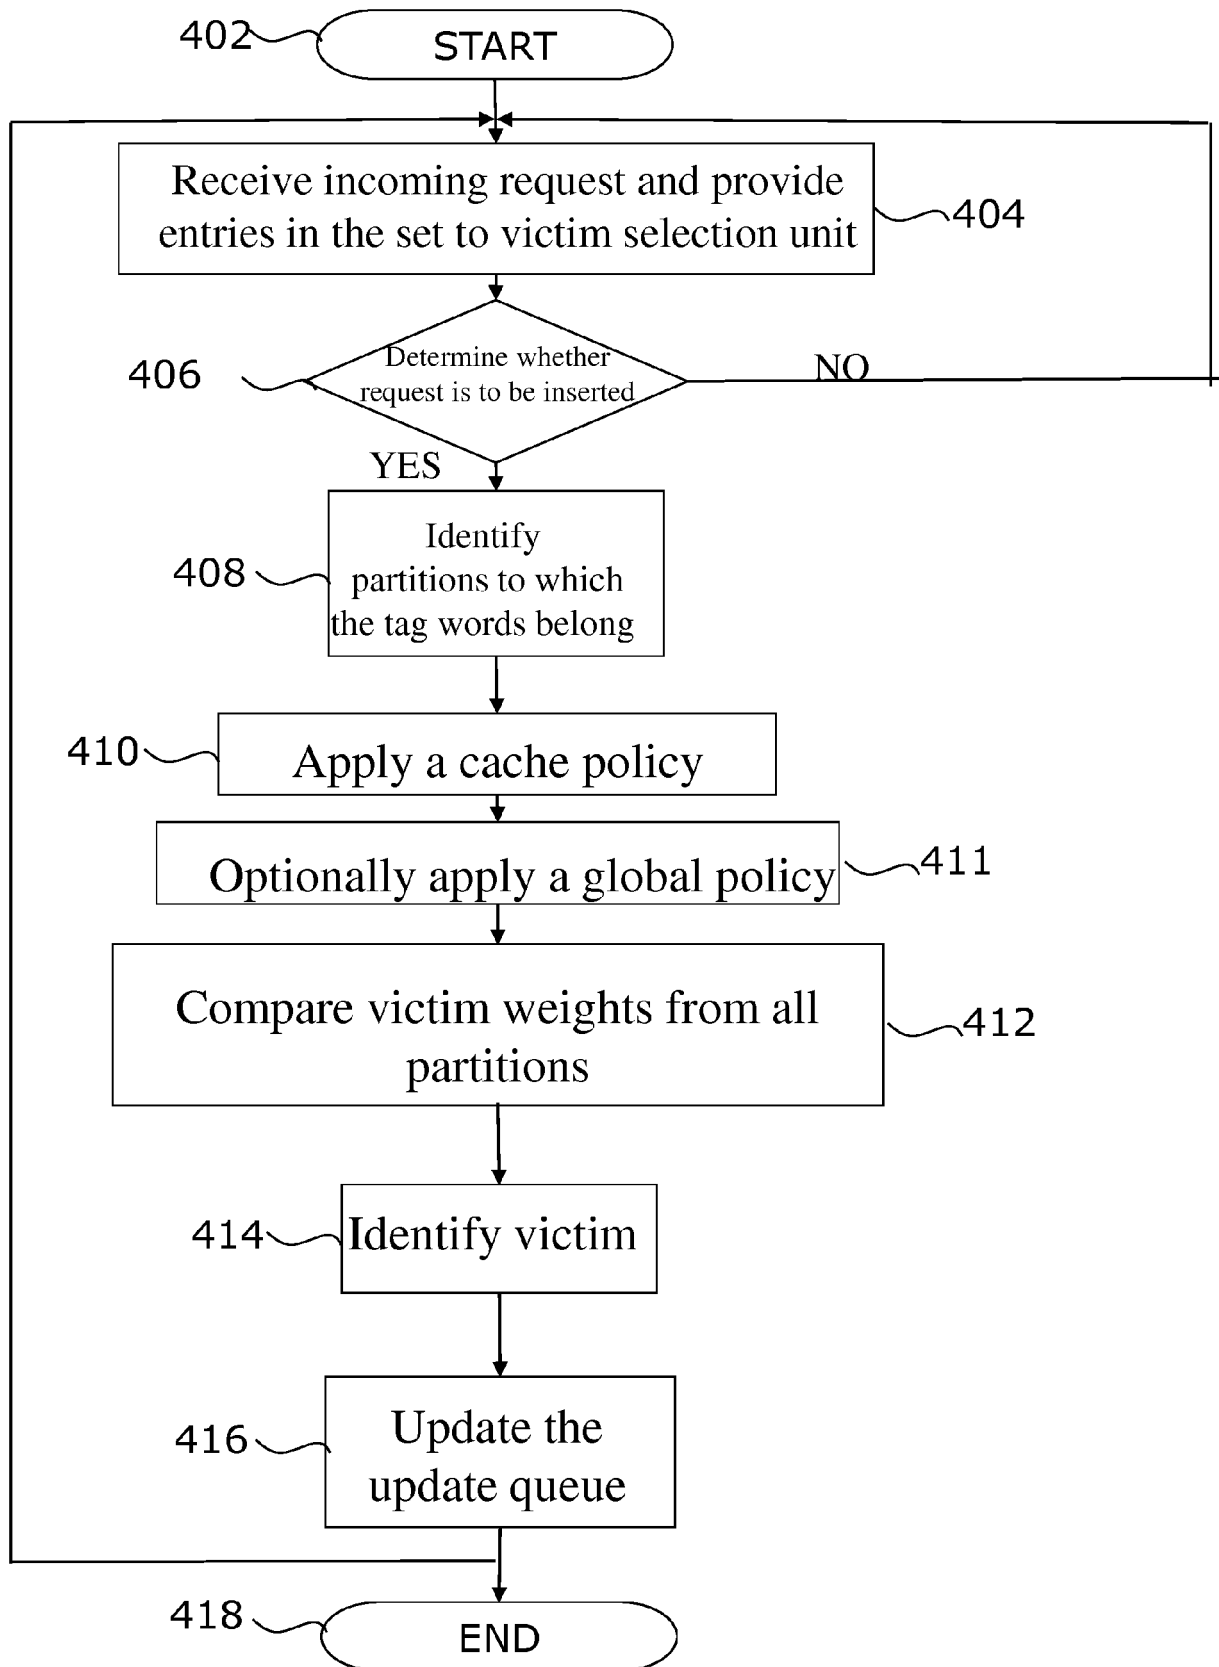 402
START
Receive incoming request and provide
entries in the set to victim selection unit
404
Determine whether
request is to be inserted
406
NO
YES
Identify
partitions to which
the tag words belong
408
410
Apply a cache policy
Optionally apply a global policy
411
Compare victim weights from all
partitions
412
414
Identify victim
416
Update the
update queue
418
END